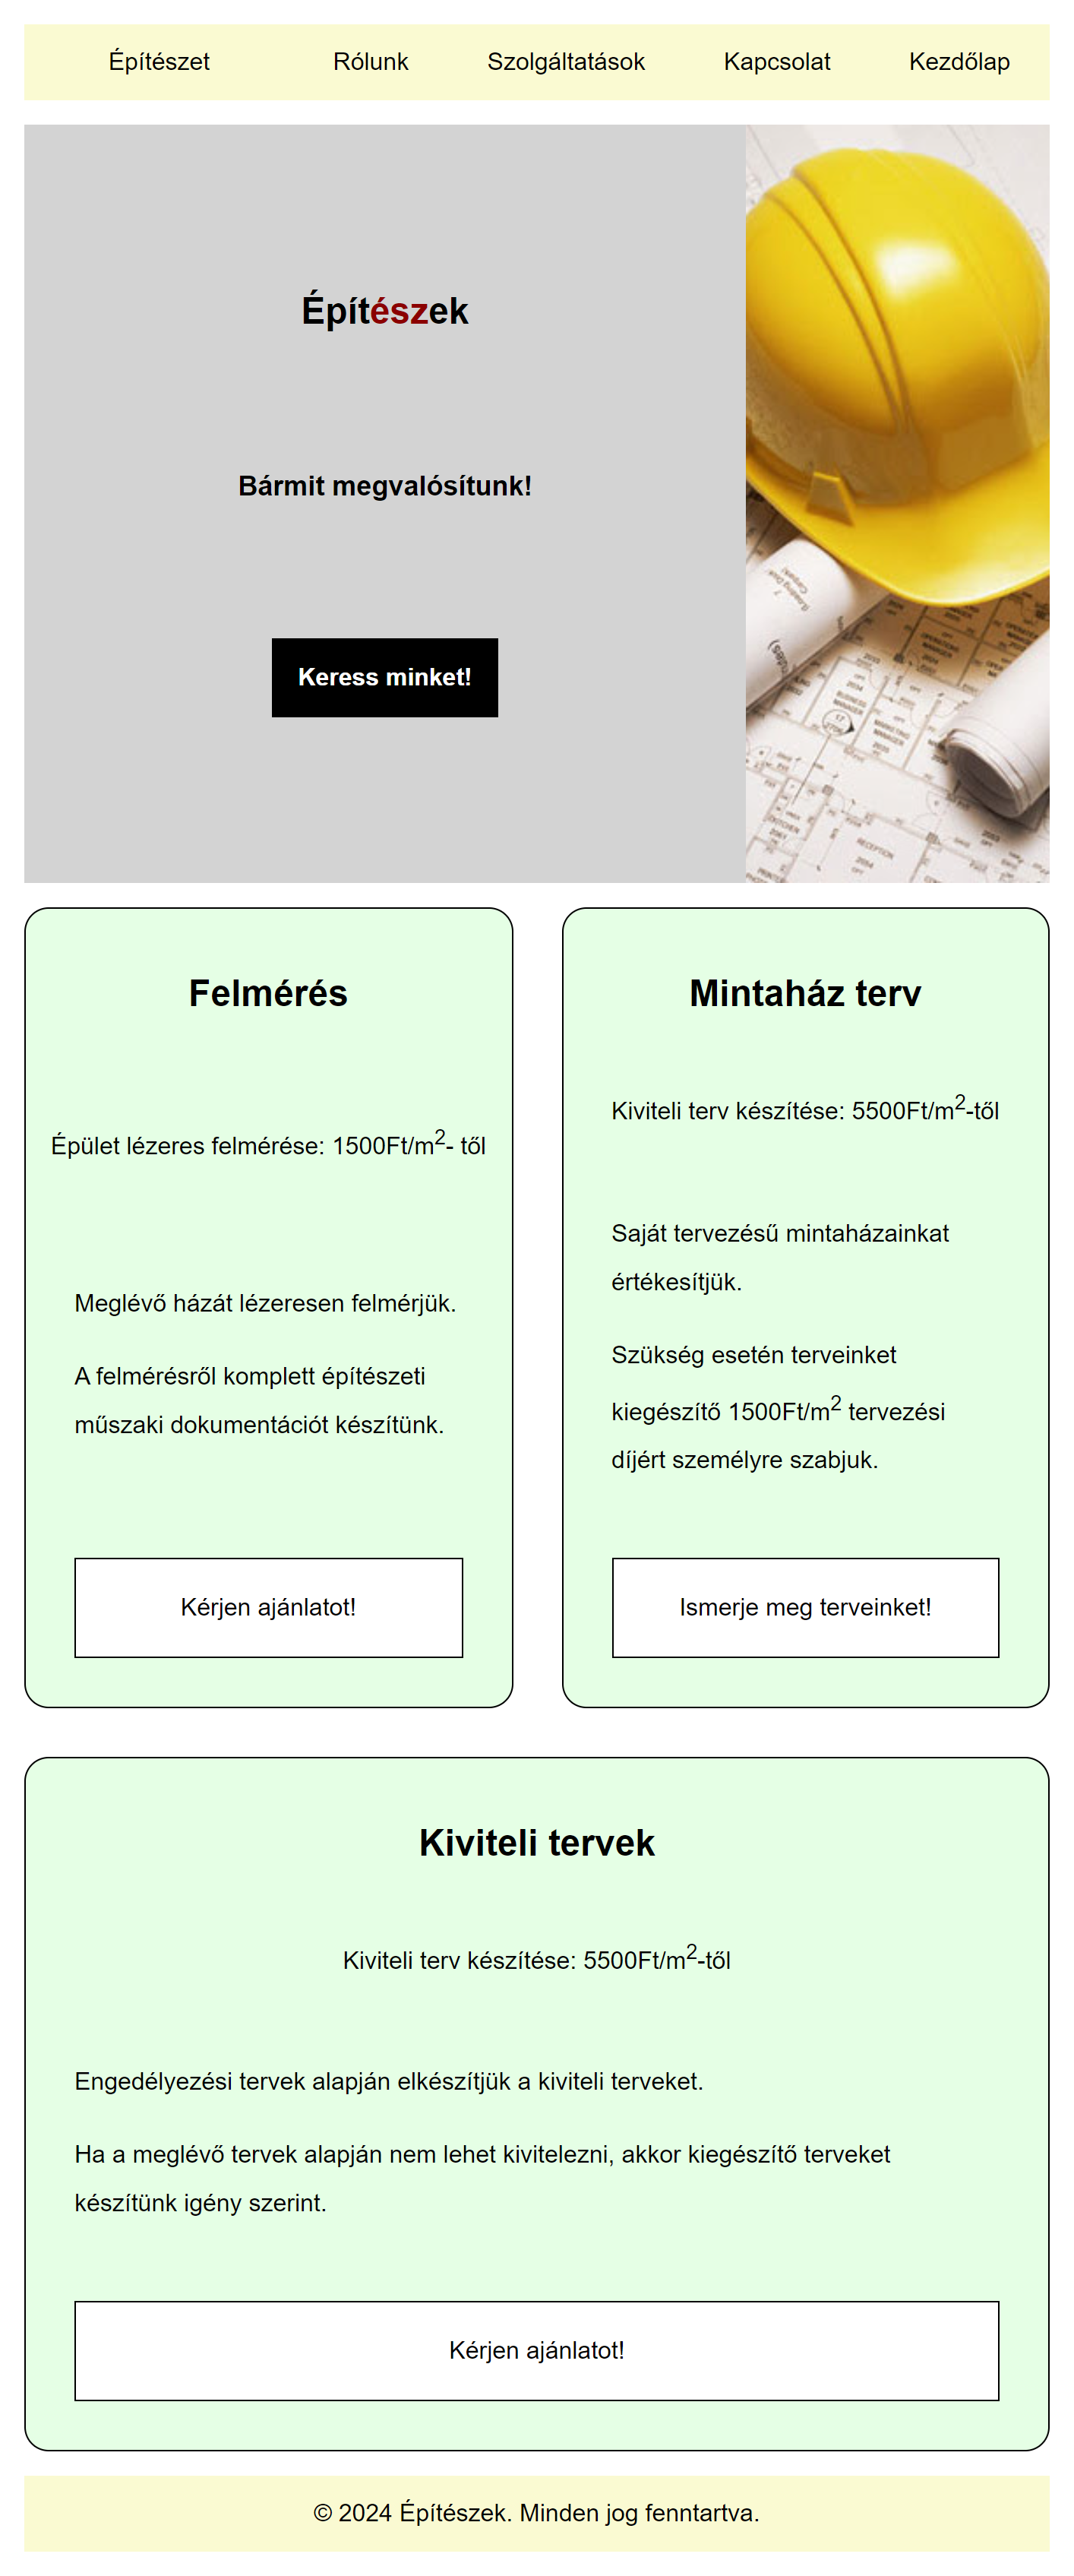 Építészet Rólunk Szolgáltatások Kapcsolat Kezdőlap
Építészek
Bármit megvalósítunk!
Keress minket!
Felmérés
Épület lézeres felmérése: 1500Ft/m²- től
Meglévő házát lézeresen felmérjük.
A felmérésről komplett építészeti
műszaki dokumentációt készítünk.
Kérjen ajánlatot!
Mintaház terv
Kiviteli terv készítése: 5500Ft/m²-től
Saját tervezésű mintaházainkat
értékesítjük.
Szükség esetén terveinket
kiegészítő 1500Ft/m² tervezési
díjért személyre szabjuk.
Ismerje meg terveinket!
Kiviteli tervek
Kiviteli terv készítése: 5500Ft/m²-től
Engedélyezési tervek alapján elkészítjük a kiviteli terveket.
Ha a meglévő tervek alapján nem lehet kivitelezni, akkor kiegészítő terveket
készítünk igény szerint.
Kérjen ajánlatot!
© 2024 Építészek. Minden jog fenntartva.